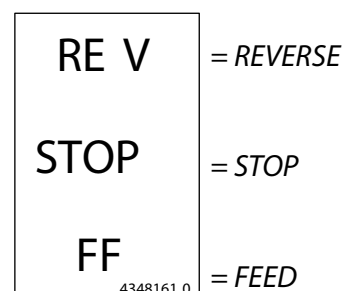 RE V = REVERSE
STOP = STOP
FF = FEED
4348161 0